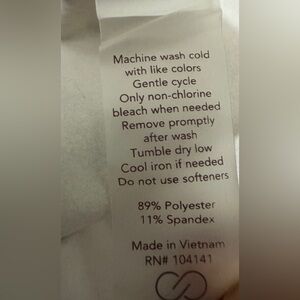 Machine wash cold
with like colors
Gentle cycle
Only non-chlorine
bleach when needed
Remove promptly
after wash
Tumble dry low
Cool iron if needed
Do not use softeners
89% Polyester
11% Spandex
Made in Vietnam
RN# 104141